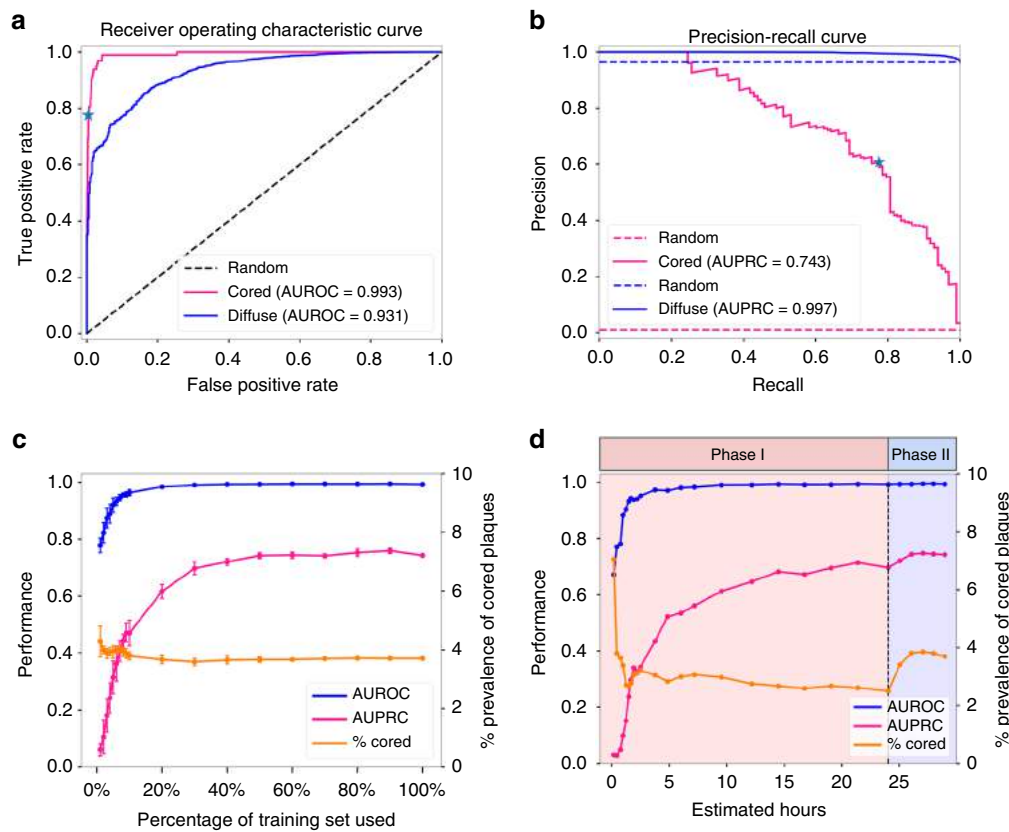 a
Receiver operating characteristic curve
1.0
0.8
0.6
0.4
0.2
0.0
True positive rate
Random
Cored (AUROC = 0.993)
Diffuse (AUROC = 0.931)
0.0 0.2 0.4 0.6 0.8 1.0
False positive rate
b
Precision-recall curve
1.0
0.8
0.6
0.4
0.2
0.0
Precision
Random
Cored (AUPRC = 0.743)
Random
Diffuse (AUPRC = 0.997)
0.0 0.2 0.4 0.6 0.8 1.0
Recall
c
1.0
0.8
0.6
0.4
0.2
0.0
Performance
10
8
6
4
2
0
% prevalence of cored plaques
AUROC
AUPRC
% cored
0% 20% 40% 60% 80% 100%
Percentage of training set used
d
Phase I Phase II
1.0
0.8
0.6
0.4
0.2
0.0
Performance
10
8
6
4
2
0
% prevalence of cored plaques
AUROC
AUPRC
% cored
0 5 10 15 20 25
Estimated hours